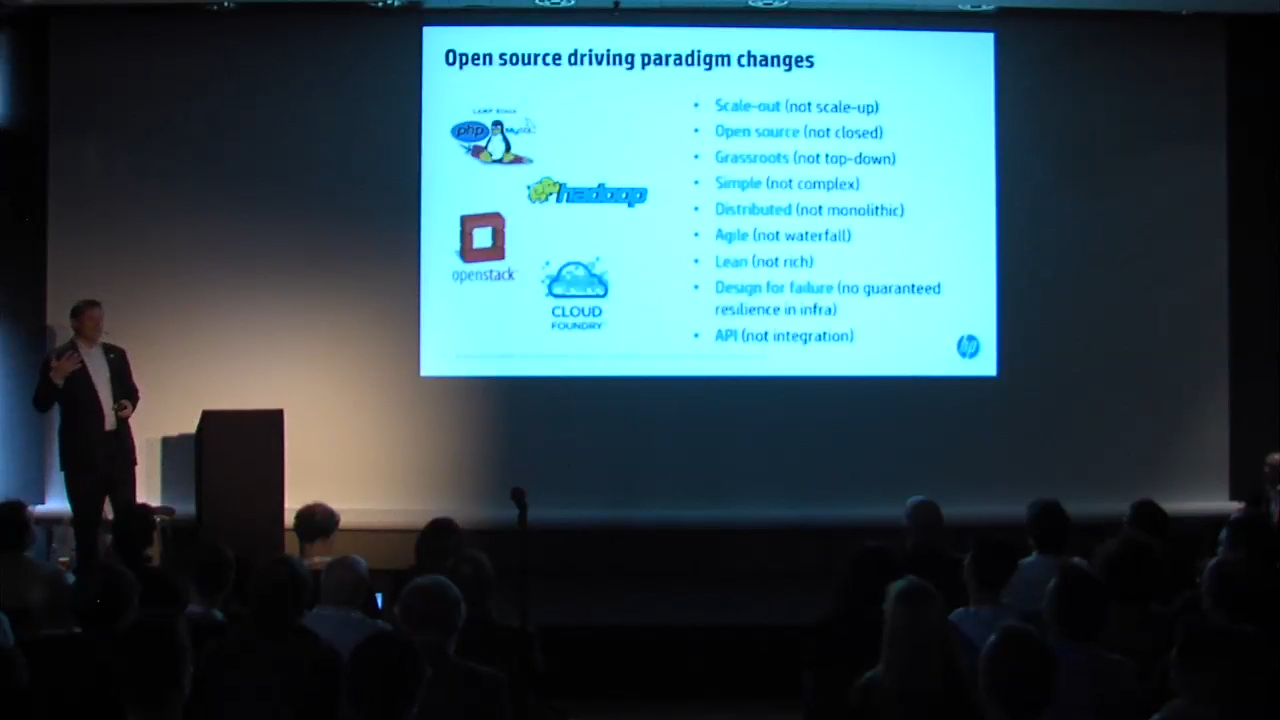 Open source driving paradigm changes
LAMP STACK
php
MySQL
hadoop
openstack
CLOUD
FOUNDRY
• Scale-out (not scale-up)
• Open source (not closed)
• Grassroots (not top-down)
• Simple (not complex)
• Distributed (not monolithic)
• Agile (not waterfall)
• Lean (not rich)
• Design for failure (no guaranteed
resilience in infra)
• API (not integration)
hp